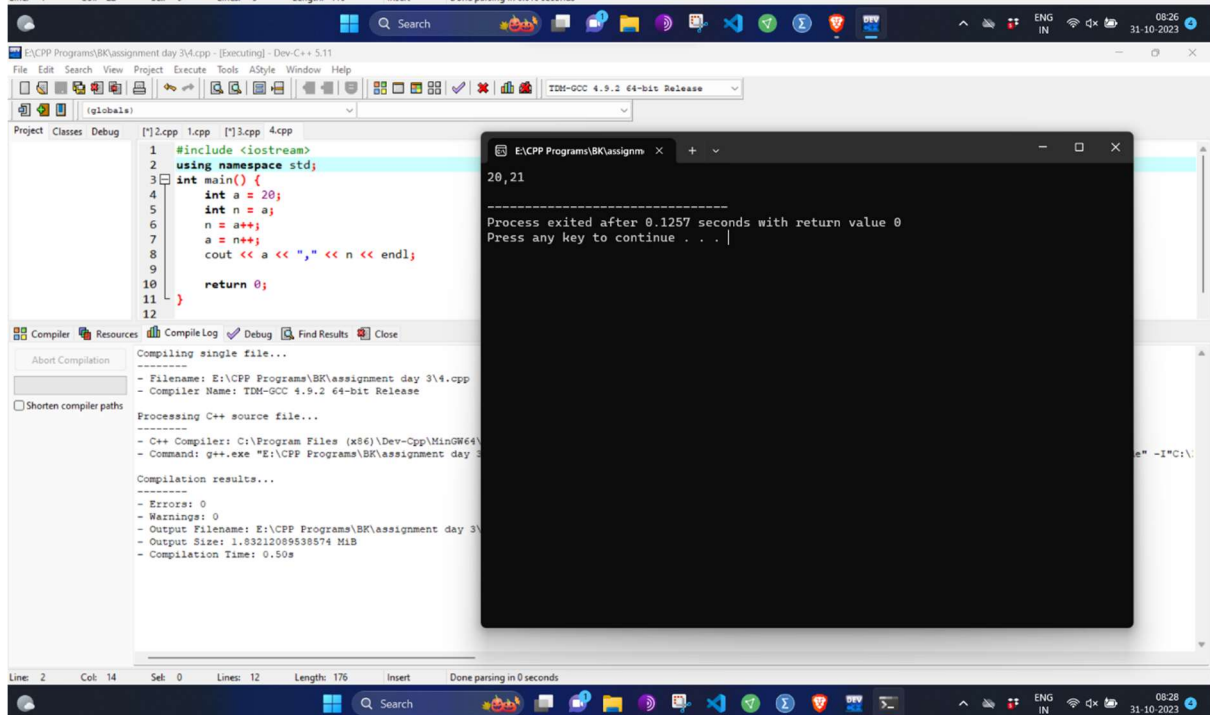 Search
ENG
IN
08:26
31-10-2023
E:\CPP Programs\BK\assignment day 3\4.cpp - [Executing] - Dev-C++ 5.11
File Edit Search View Project Execute Tools AStyle Window Help
TDM-GCC 4.9.2 64-bit Release
(globals)
Project Classes Debug [*] 2.cpp 1.cpp [*] 3.cpp 4.cpp
1 #include <iostream>
2 using namespace std;
3 int main() {
4 int a = 20;
5 int n = a;
6 n = a++;
7 a = n++;
8 cout << a << "," << n << endl;
9
10 return 0;
11 }
12
E:\CPP Programs\BK\assignm
20,21
--------------------------------
Process exited after 0.1257 seconds with return value 0
Press any key to continue . . .
Compiler Resources Compile Log Debug Find Results Close
Abort Compilation
Shorten compiler paths
Compiling single file...
--------
- Filename: E:\CPP Programs\BK\assignment day 3\4.cpp
- Compiler Name: TDM-GCC 4.9.2 64-bit Release
Processing C++ source file...
--------
- C++ Compiler: C:\Program Files (x86)\Dev-Cpp\MinGW64\
- Command: g++.exe "E:\CPP Programs\BK\assignment day 3 e" -I"C:\
Compilation results...
--------
- Errors: 0
- Warnings: 0
- Output Filename: E:\CPP Programs\BK\assignment day 3\
- Output Size: 1.83212089538574 MiB
- Compilation Time: 0.50s
Line: 2 Col: 14 Sel: 0 Lines: 12 Length: 176 Insert Done parsing in 0 seconds
Search
ENG
IN
08:28
31-10-2023